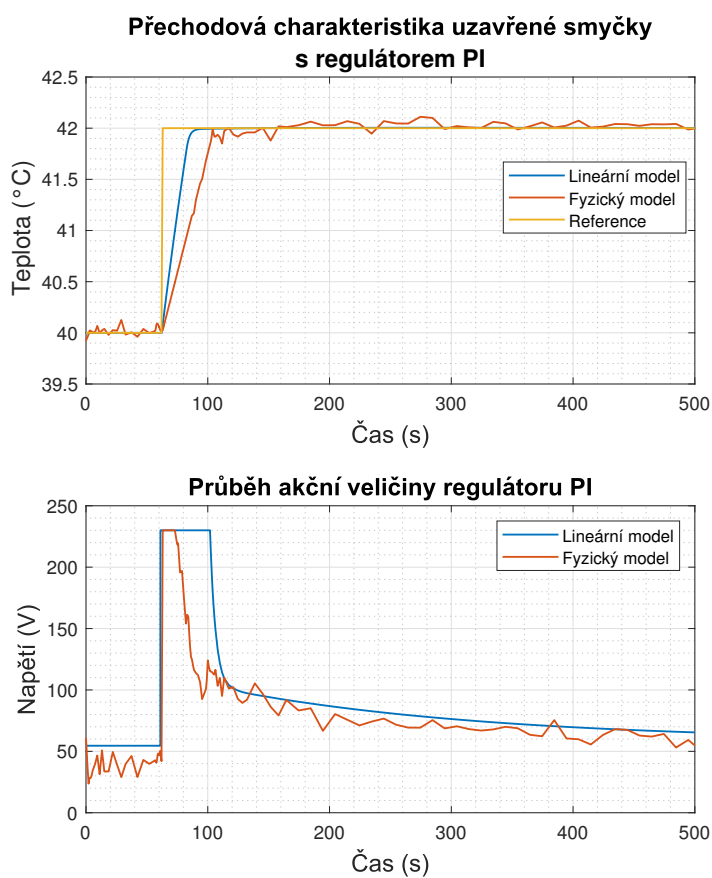 Přechodová charakteristika uzavřené smyčky
s regulátorem PI
42.5
42
41.5
41
40.5
40
39.5
Teplota (°C)
Lineární model
Fyzický model
Reference
0
100
200
300
400
500
Čas (s)
Průběh akční veličiny regulátoru PI
250
200
150
100
50
0
Napětí (V)
Lineární model
Fyzický model
0
100
200
300
400
500
Čas (s)